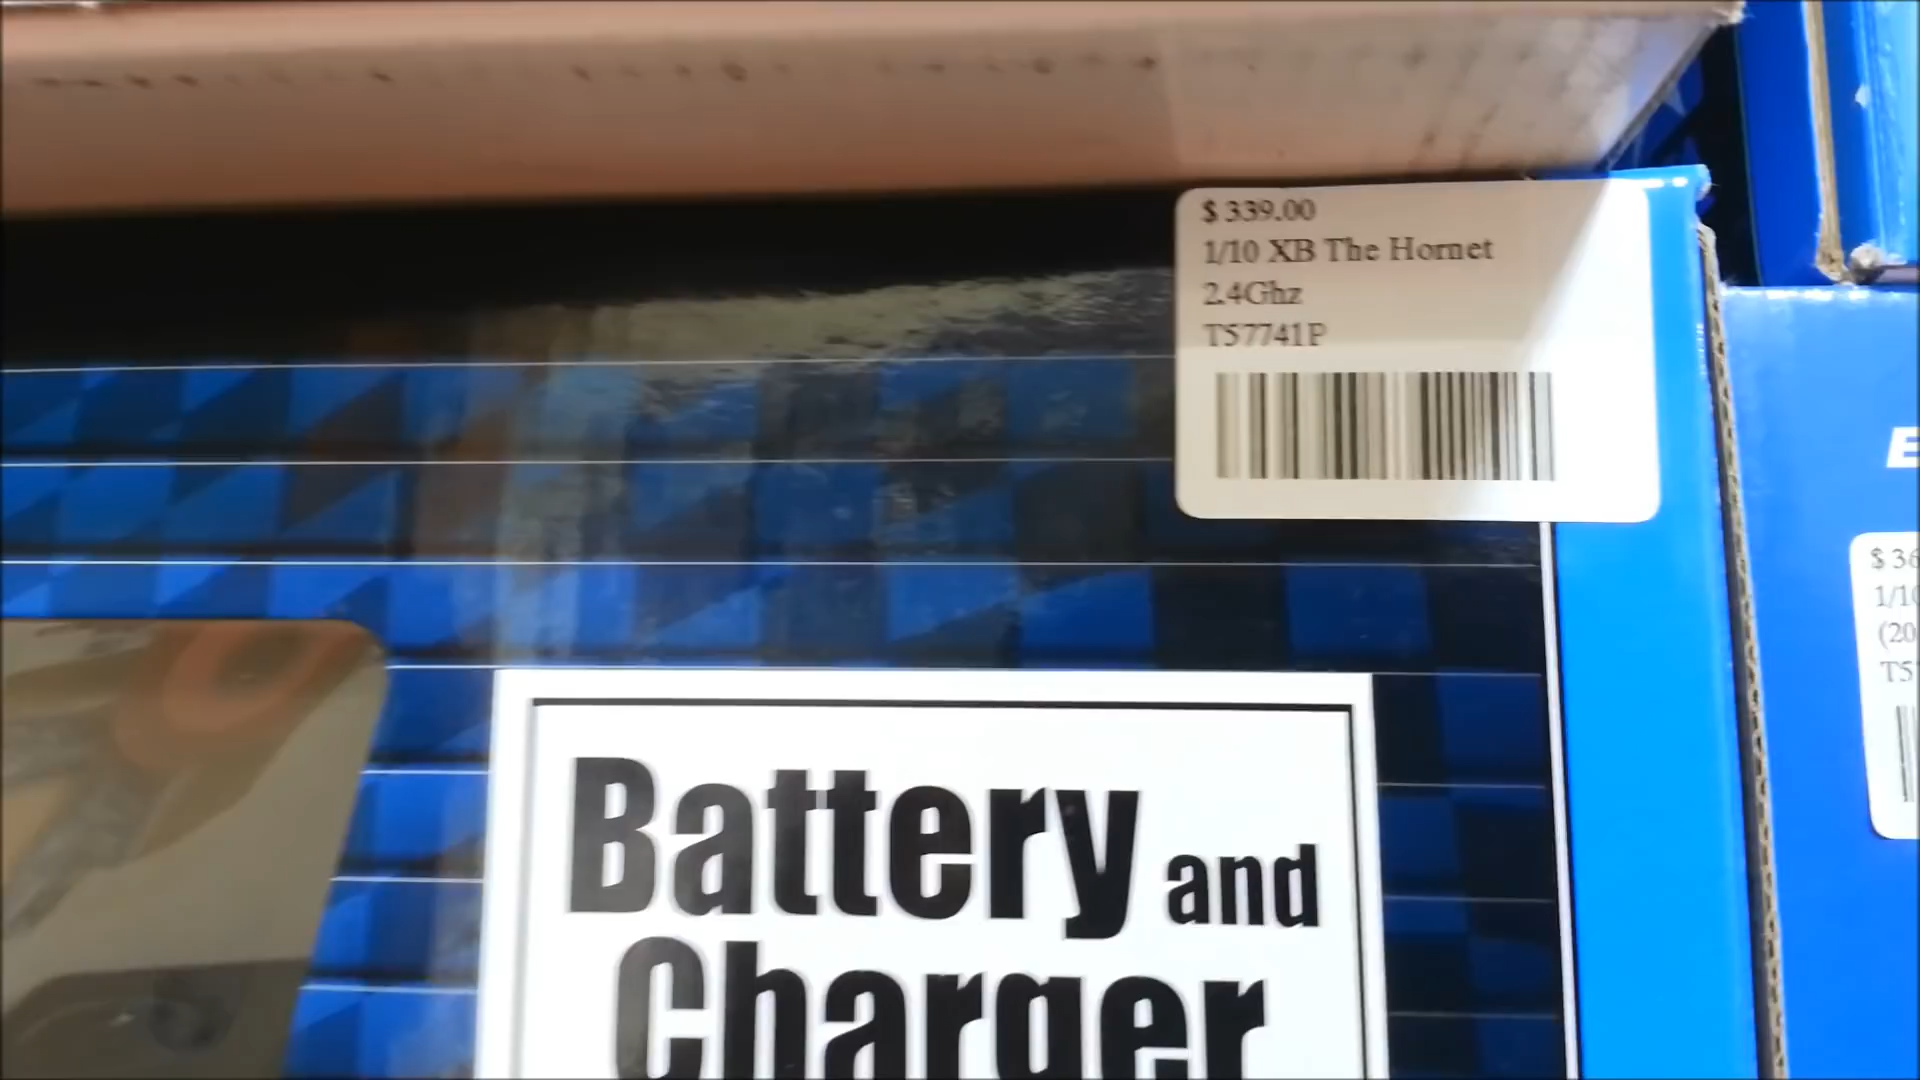 $ 339.00
1/10 XB The Hornet
2.4Ghz
T57741P
Battery and
Charger
E
$ 36
1/10
(20
T5